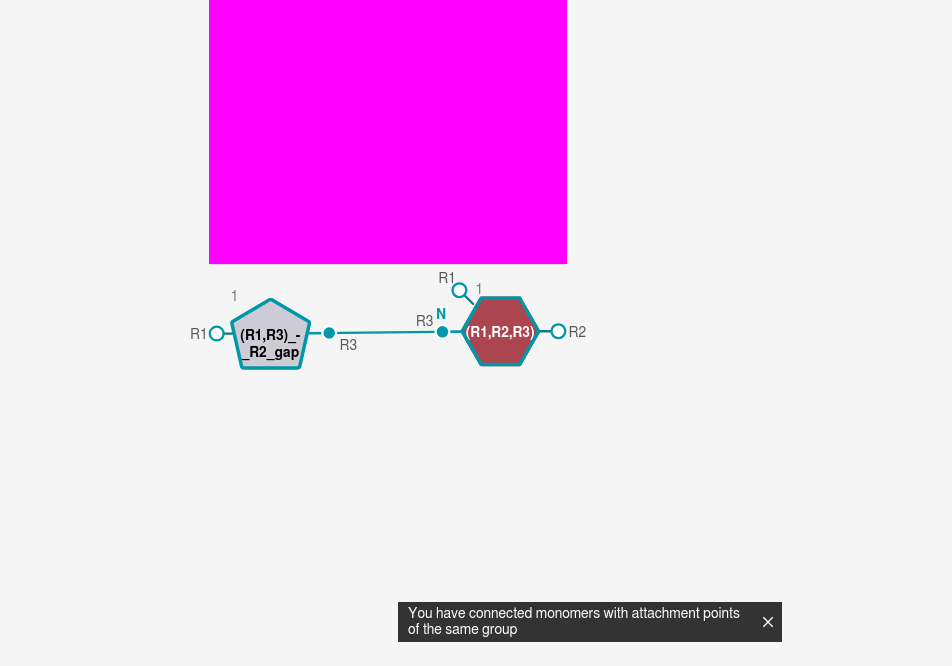 R1
1
1
N
R3
R1
(R1,R3)_-
_R2_gap
R3
(R1,R2,R3)
R2
You have connected monomers with attachment points
of the same group